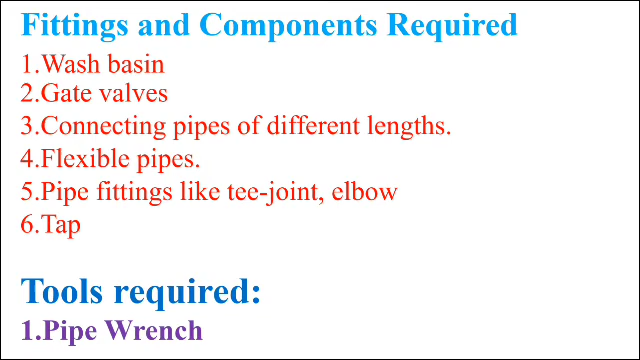 Fittings and Components Required
1.Wash basin
2.Gate valves
3.Connecting pipes of different lengths.
4.Flexible pipes.
5.Pipe fittings like tee-joint, elbow
6.Tap
Tools required:
1.Pipe Wrench